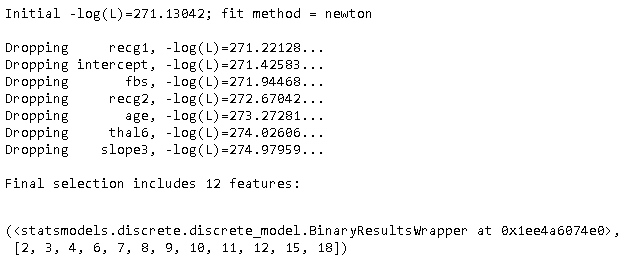 Initial -log(L)=271.13042; fit method = newton
Dropping recg1, -log(L)=271.22128...
Dropping intercept, -log(L)=271.42583...
Dropping fbs, -log(L)=271.94468...
Dropping recg2, -log(L)=272.67042...
Dropping age, -log(L)=273.27281...
Dropping thal6, -log(L)=274.02606...
Dropping slope3, -log(L)=274.97959...
Final selection includes 12 features:
(<statsmodels.discrete.discrete_model.BinaryResultsWrapper at 0x1ee4a6074e0>,
[2, 3, 4, 6, 7, 8, 9, 10, 11, 12, 15, 18])